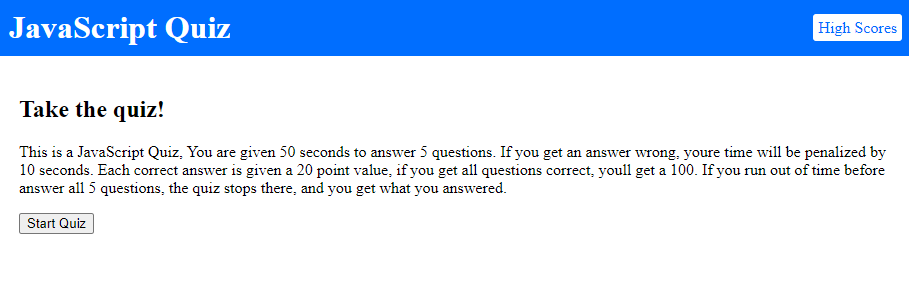 JavaScript Quiz
High Scores
Take the quiz!
This is a JavaScript Quiz, You are given 50 seconds to answer 5 questions. If you get an answer wrong, youre time will be penalized by
10 seconds. Each correct answer is given a 20 point value, if you get all questions correct, youll get a 100. If you run out of time before
answer all 5 questions, the quiz stops there, and you get what you answered.
Start Quiz